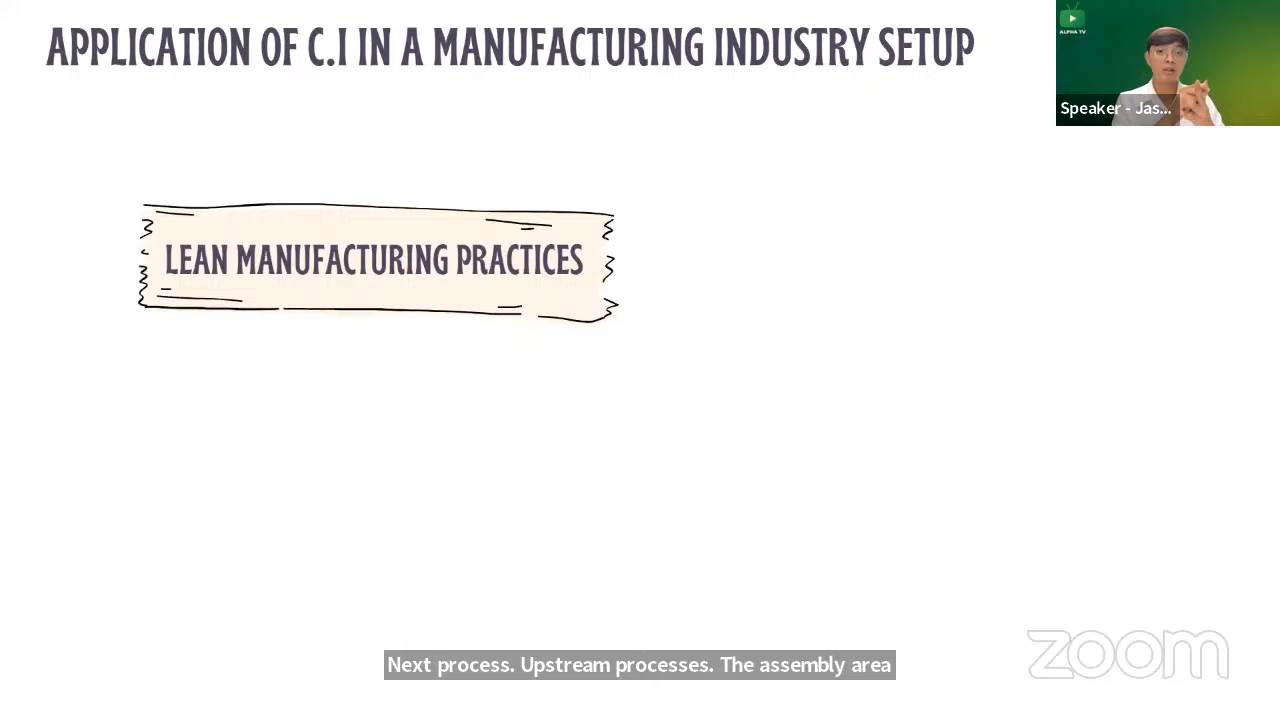 APPLICATION OF C.I IN A MANUFACTURING INDUSTRY SETUP
ALPHA TV
Speaker - Jas...
LEAN MANUFACTURING PRACTICES
Next process. Upstream processes. The assembly area
zoom